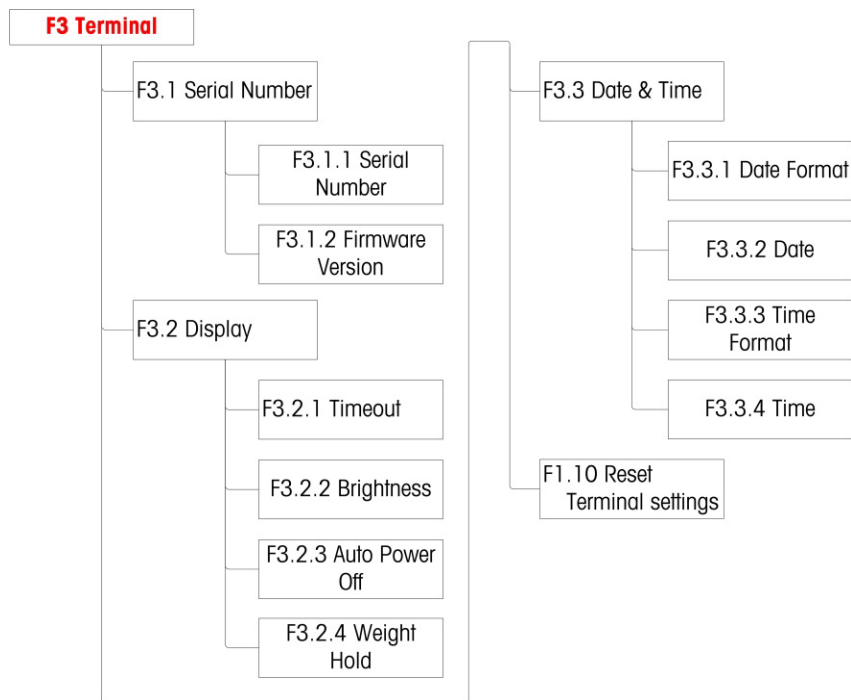 F3 Terminal
F3.1 Serial Number
F3.1.1 Serial
Number
F3.1.2 Firmware
Version
F3.2 Display
F3.2.1 Timeout
F3.2.2 Brightness
F3.2.3 Auto Power
Off
F3.2.4 Weight
Hold
F3.3 Date & Time
F3.3.1 Date Format
F3.3.2 Date
F3.3.3 Time
Format
F3.3.4 Time
F1.10 Reset
Terminal settings